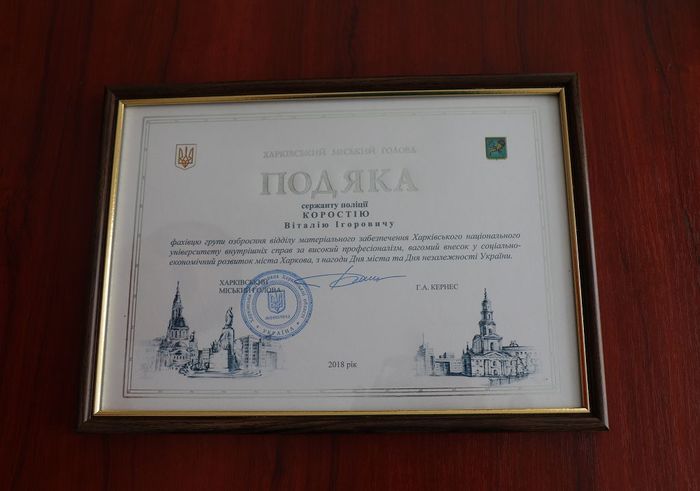 ХАРКІВСЬКИЙ МІСЬКИЙ ГОЛОВА
ПОДЯКА
сержанту поліції
КОРОСТІЮ
Віталію Ігоровичу
фахівцю групи озброєння відділу матеріального забезпечення Харківського національного
університету внутрішніх справ за високий професіоналізм, вагомий внесок у соціально-
економічний розвиток міста Харкова, з нагоди Дня міста та Дня незалежності України.
ХАРКІВСЬКИЙ
МІСЬКИЙ ГОЛОВА
Г.А. КЕРНЕС
УКРАЇНА
2018 рік